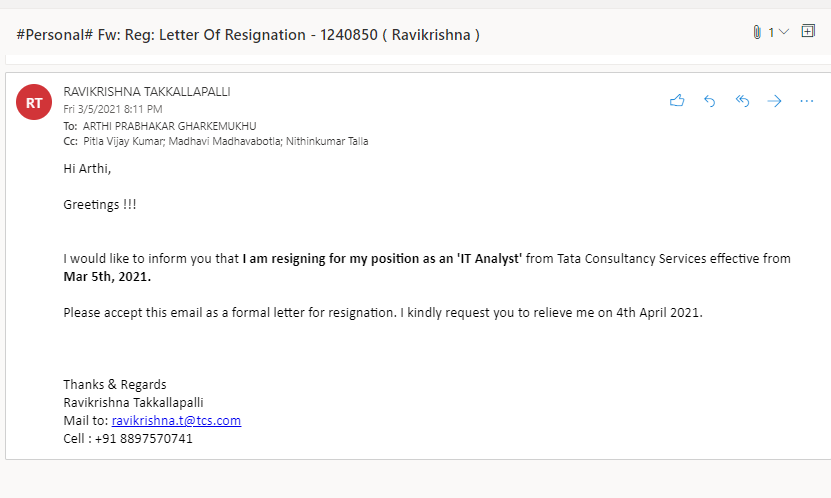 #Personal# Fw: Reg: Letter Of Resignation - 1240850 ( Ravikrishna )
1
RT
RAVIKRISHNA TAKKALLAPALLI
Fri 3/5/2021 8:11 PM
To: ARTHI PRABHAKAR GHARKEMUKHU
Cc: Pitla Vijay Kumar; Madhavi Madhavabotla; Nithinkumar Talla
Hi Arthi,
Greetings !!!
I would like to inform you that I am resigning for my position as an 'IT Analyst' from Tata Consultancy Services effective from
Mar 5th, 2021.
Please accept this email as a formal letter for resignation. I kindly request you to relieve me on 4th April 2021.
Thanks & Regards
Ravikrishna Takkallapalli
Mail to: ravikrishna.t@tcs.com
Cell : +91 8897570741